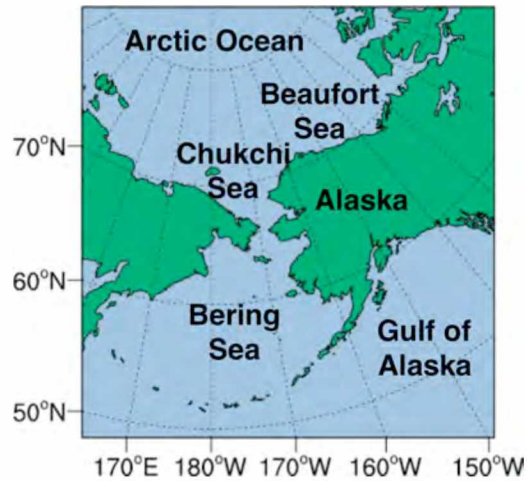 Arctic Ocean
Beaufort
Sea
70°N
Chukchi
Sea
Alaska
60°N
Bering
Sea
Gulf of
Alaska
50°N
170°E 180°W 170°W 160°W 150°W